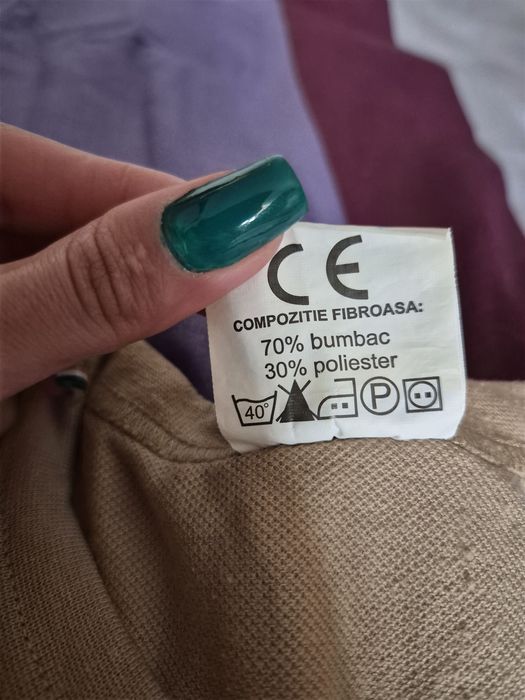 CE
COMPOZITIE FIBROASA:
70% bumbac
30% poliester
40° P